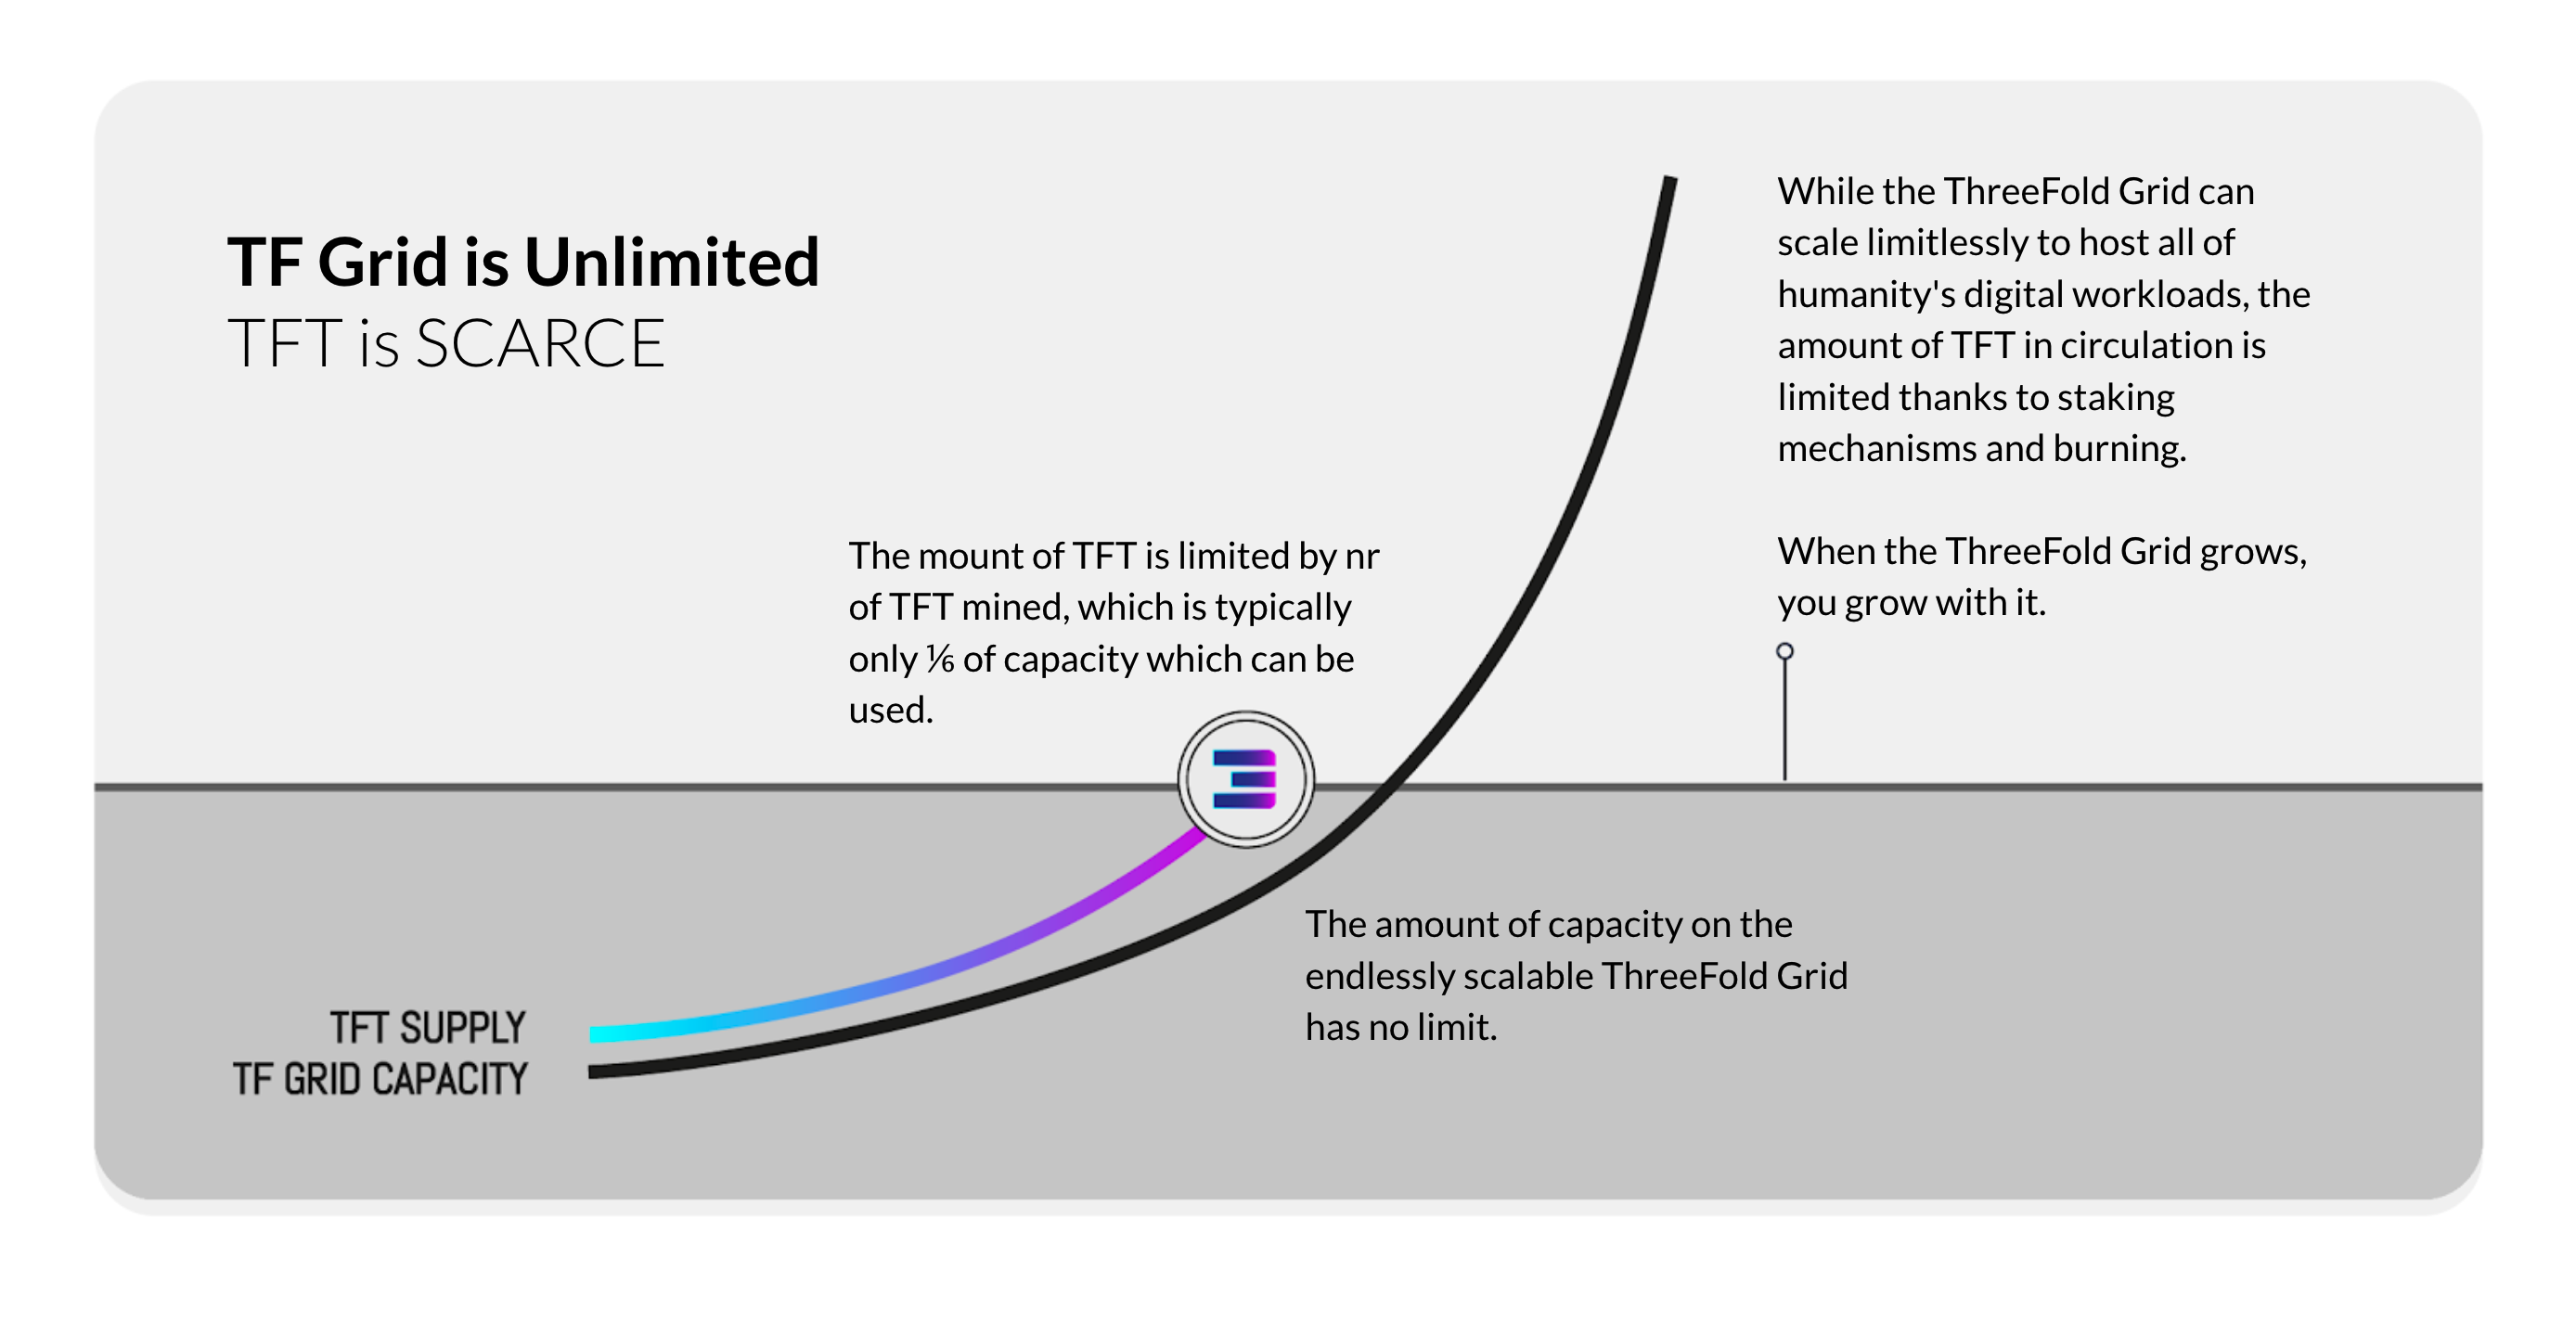 TF Grid is Unlimited
TFT is SCARCE
While the ThreeFold Grid can
scale limitlessly to host all of
humanity's digital workloads, the
amount of TFT in circulation is
limited thanks to staking
mechanisms and burning.
When the ThreeFold Grid grows,
you grow with it.
The mount of TFT is limited by nr
of TFT mined, which is typically
only ⅙ of capacity which can be
used.
The amount of capacity on the
endlessly scalable ThreeFold Grid
has no limit.
TFT SUPPLY
TF GRID CAPACITY